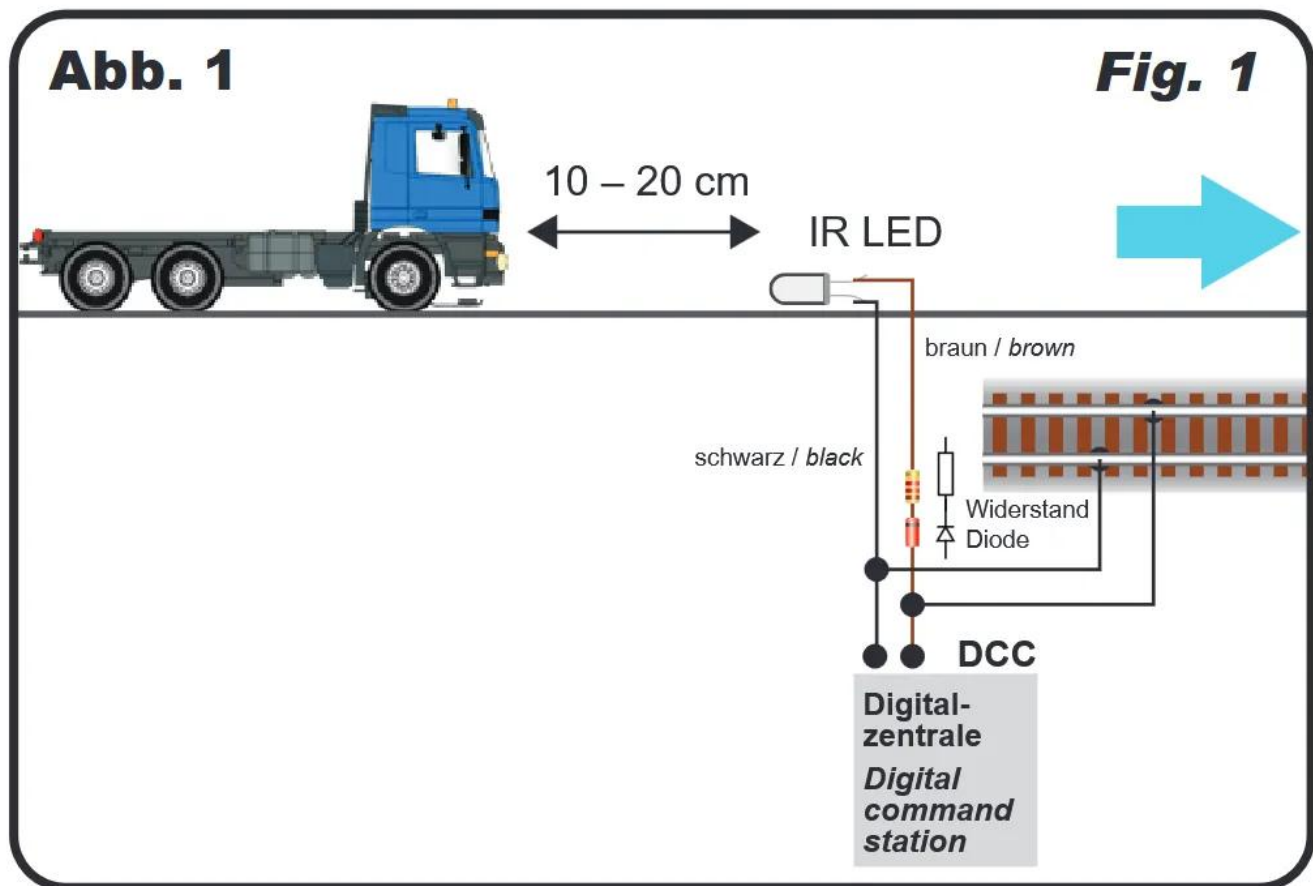 Abb. 1
Fig. 1
10 – 20 cm
IR LED
braun / brown
schwarz / black
Widerstand
Diode
DCC
Digital-
zentrale
Digital
command
station